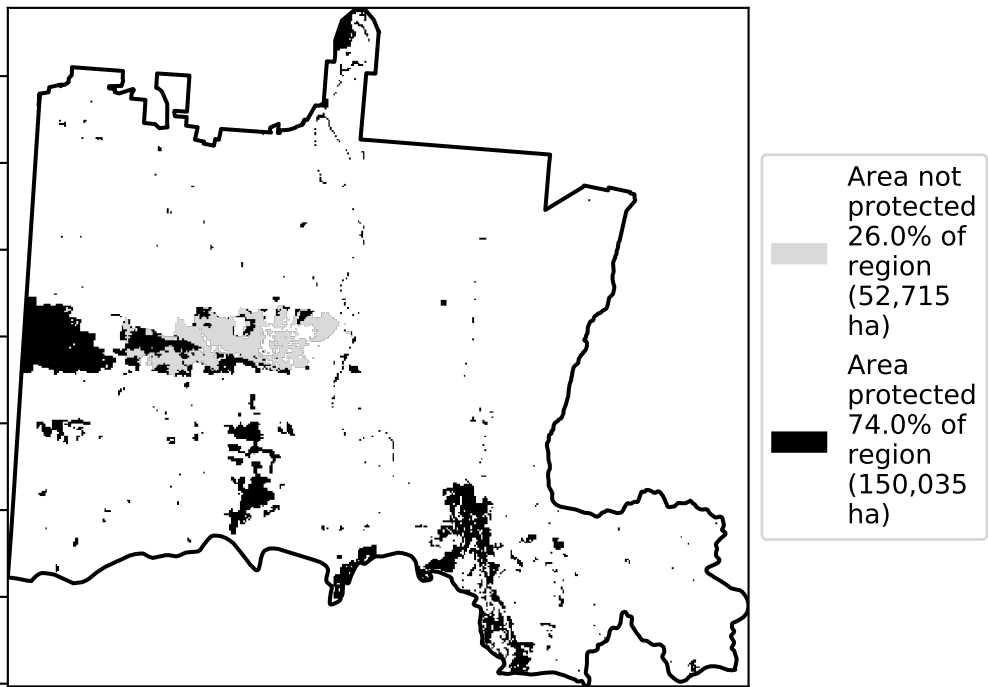 Area not
protected
26.0% of
region
(52,715
ha)
Area
protected
74.0% of
region
(150,035
ha)